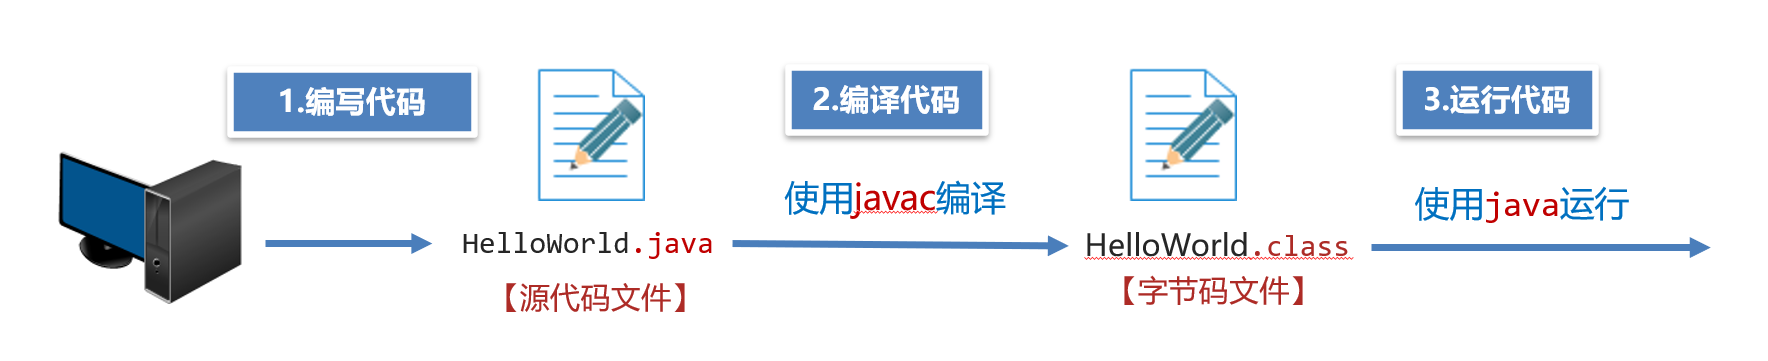 1.编写代码
2.编译代码
3.运行代码
使用javac编译
使用java运行
HelloWorld.java
HelloWorld.class
【源代码文件】
【字节码文件】